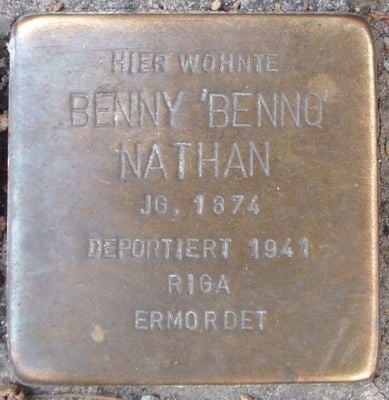 HIER WOHNTE
BENNY 'BENNO'
NATHAN
JG. 1874
DEPORTIERT 1941
RIGA
ERMORDET